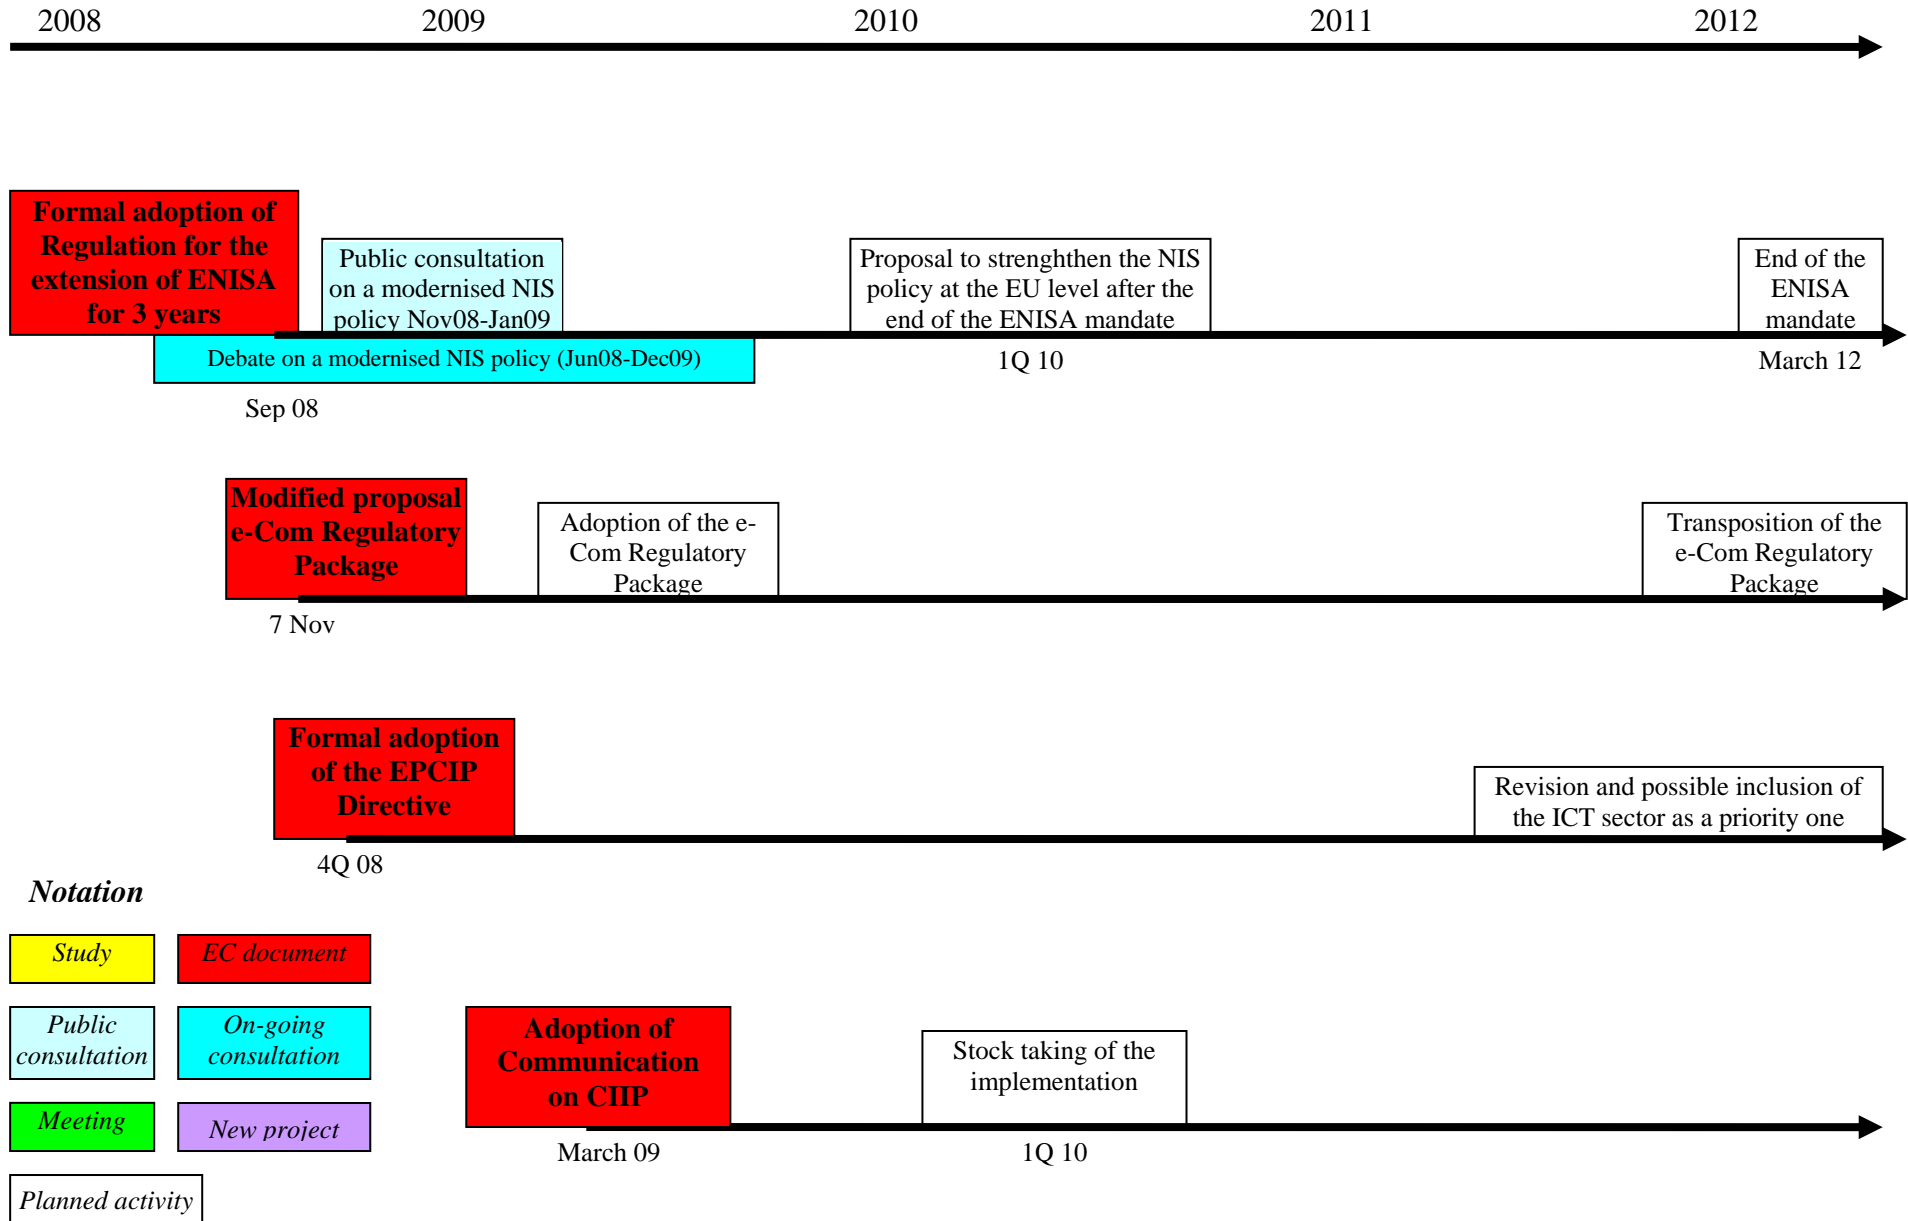 2008 2009 2010 2011 2012
Formal adoption of
Regulation for the
extension of ENISA
for 3 years
Public consultation
on a modernised NIS
policy Nov08-Jan09
Proposal to strenghthen the NIS
policy at the EU level after the
end of the ENISA mandate
End of the
ENISA
mandate
Debate on a modernised NIS policy (Jun08-Dec09)
1Q 10
March 12
Sep 08
Modified proposal
e-Com Regulatory
Package
Adoption of the e-
Com Regulatory
Package
Transposition of the
e-Com Regulatory
Package
7 Nov
Formal adoption
of the EPCIP
Directive
Revision and possible inclusion of
the ICT sector as a priority one
4Q 08
Notation
Study
EC document
Public
consultation
On-going
consultation
Meeting
New project
Planned activity
Adoption of
Communication
on CIIP
Stock taking of the
implementation
March 09
1Q 10